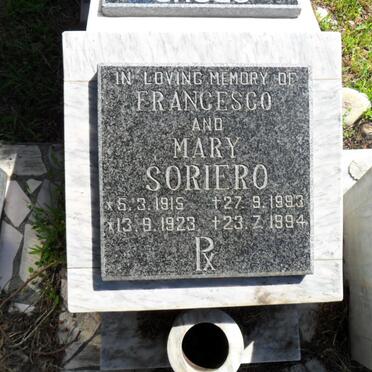 IN LOVING MEMORY OF
FRANCESCO
AND
MARY
SORIERO
*6.3.1915 +27.9.1993
*13.9.1923 +23.7.1994